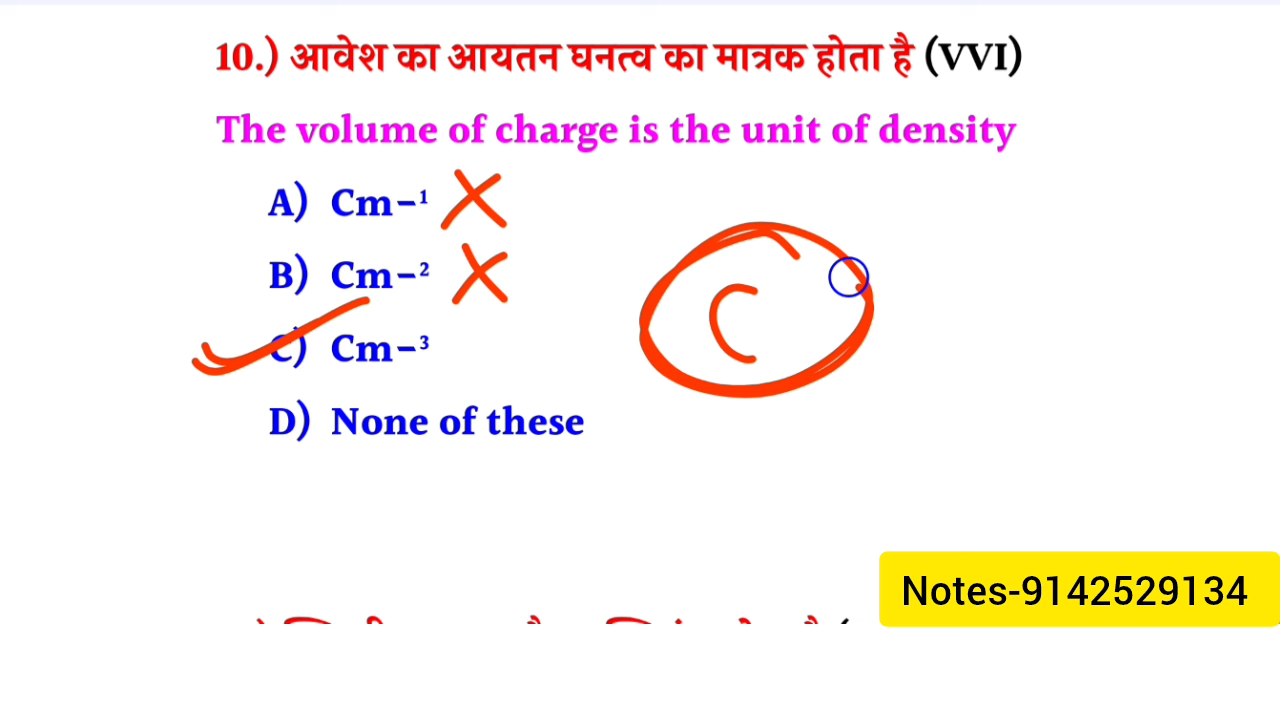 10.) आवेश का आयतन घनत्व का मात्रक होता है (VVI)
The volume of charge is the unit of density
A) Cm−¹
B) Cm−²
C) Cm−³
C
D) None of these
Notes-9142529134